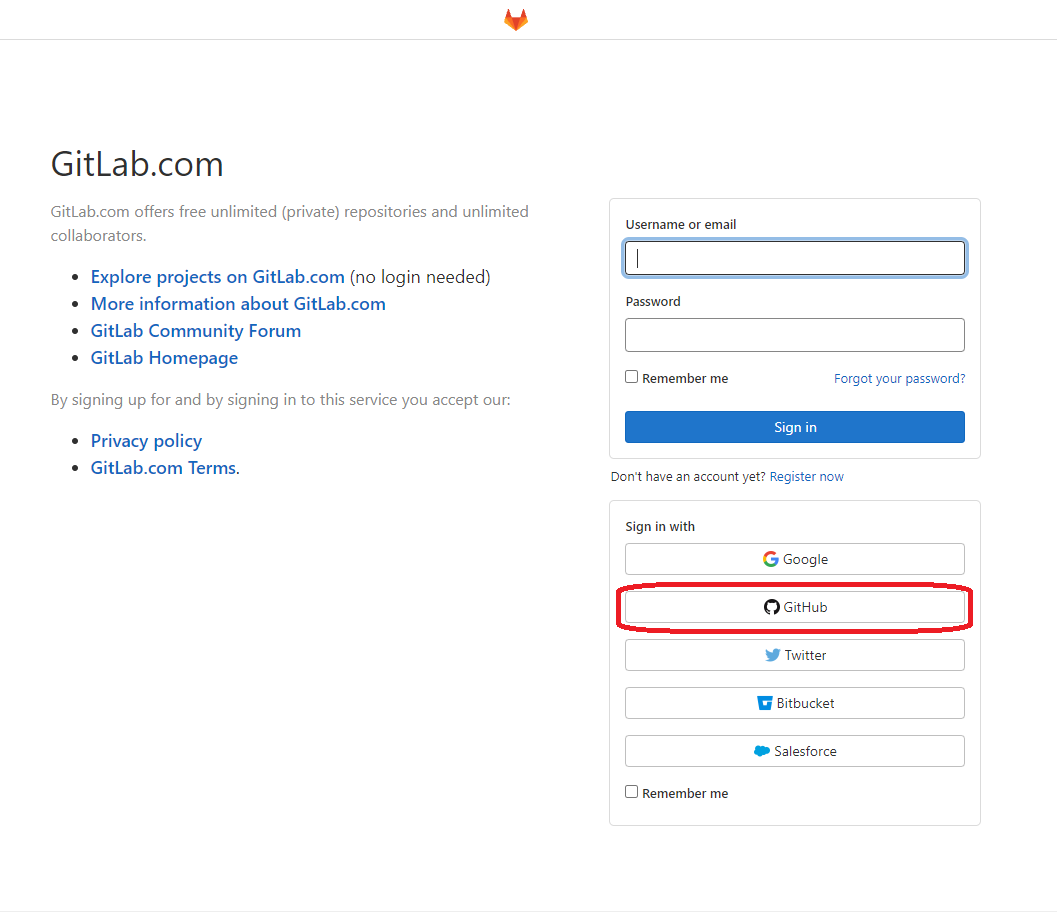 GitLab.com
GitLab.com offers free unlimited (private) repositories and unlimited
collaborators.
Explore projects on GitLab.com (no login needed)
More information about GitLab.com
GitLab Community Forum
GitLab Homepage
By signing up for and by signing in to this service you accept our:
Privacy policy
GitLab.com Terms.
Username or email
Password
Remember me Forgot your password?
Sign in
Don't have an account yet? Register now
Sign in with
Google
GitHub
Twitter
Bitbucket
Salesforce
Remember me